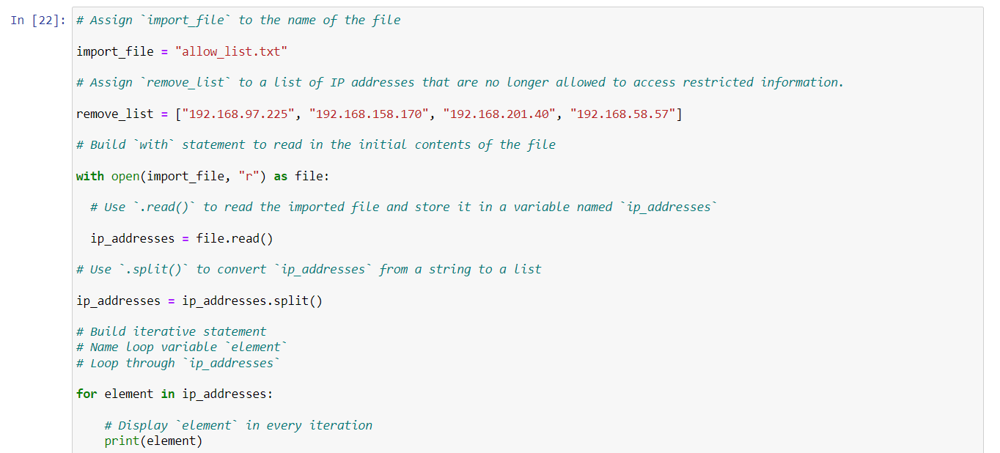 In [22]: # Assign `import_file` to the name of the file
import_file = "allow_list.txt"
# Assign `remove_list` to a list of IP addresses that are no longer allowed to access restricted information.
remove_list = ["192.168.97.225", "192.168.158.170", "192.168.201.40", "192.168.58.57"]
# Build `with` statement to read in the initial contents of the file
with open(import_file, "r") as file:
  # Use `.read()` to read the imported file and store it in a variable named `ip_addresses`
  ip_addresses = file.read()
# Use `.split()` to convert `ip_addresses` from a string to a list
ip_addresses = ip_addresses.split()
# Build iterative statement
# Name loop variable `element`
# Loop through `ip_addresses`
for element in ip_addresses:
    # Display `element` in every iteration
    print(element)